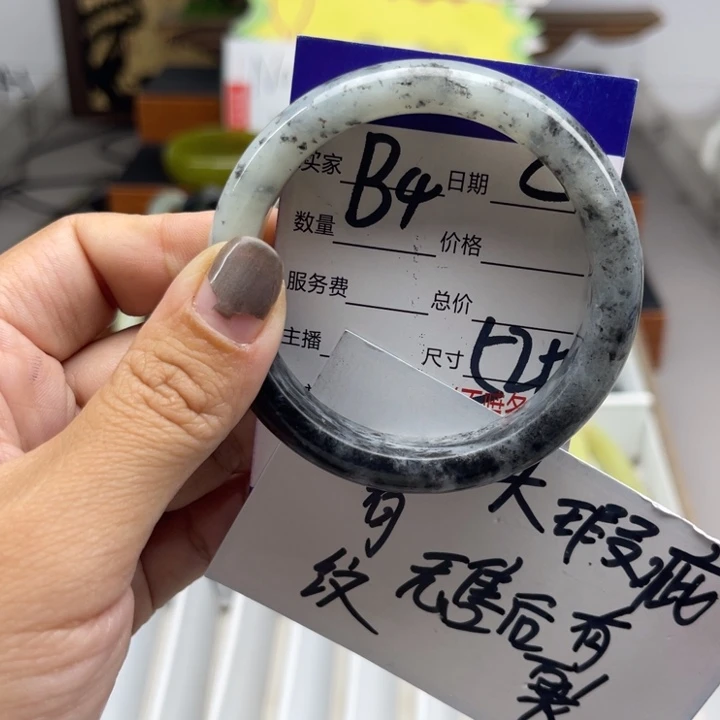 买家 B4 日期
数量 价格
服务费 总价
主播 尺寸
有 大 瑕疵
纹 无售后 有